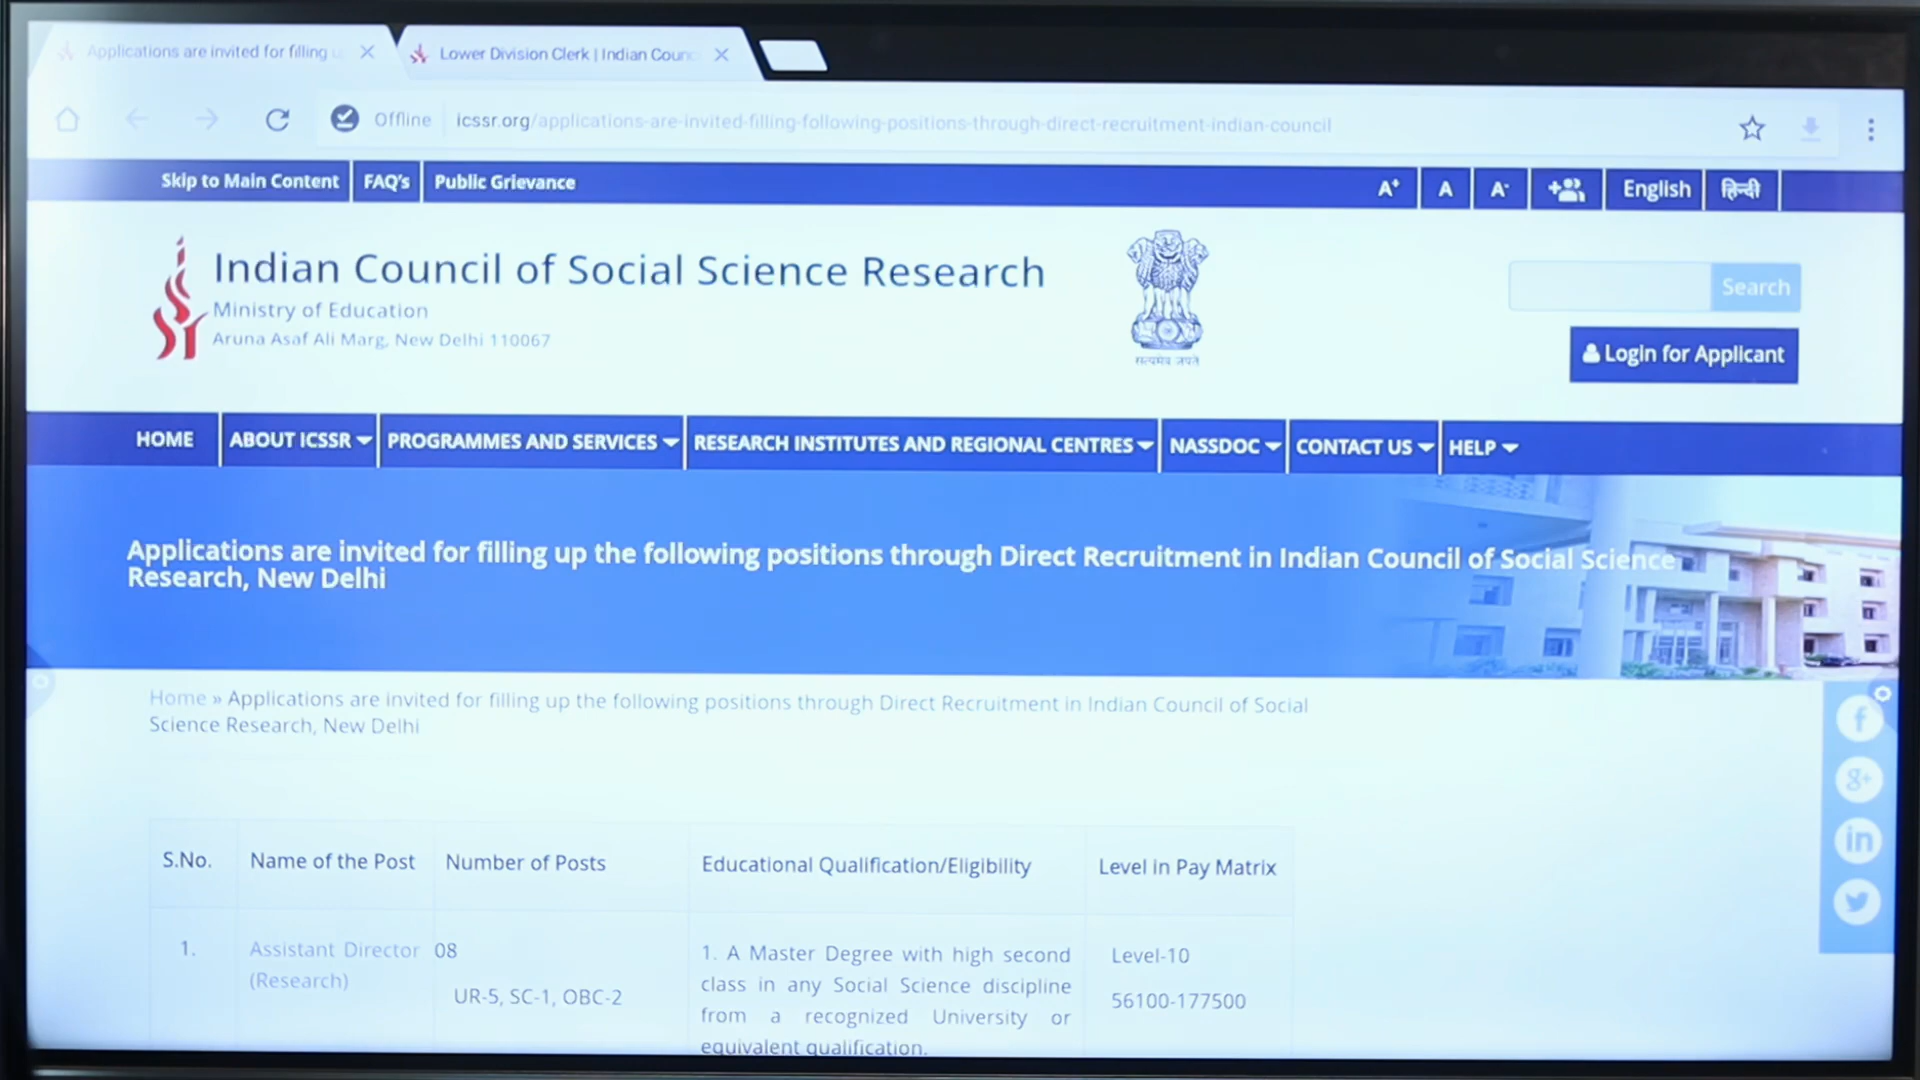 Applications are invited for filling u
Lower Division Clerk | Indian Counc
Offline
icssr.org/applications-are-invited-filling-following-positions-through-direct-recruitment-indian-council
Skip to Main Content
FAQ's
Public Grievance
A+
A
A-
English
हिन्दी
Indian Council of Social Science Research
Ministry of Education
Aruna Asaf Ali Marg, New Delhi 110067
सत्यमेव जयते
Search
Login for Applicant
HOME
ABOUT ICSSR
PROGRAMMES AND SERVICES
RESEARCH INSTITUTES AND REGIONAL CENTRES
NASSDOC
CONTACT US
HELP
Applications are invited for filling up the following positions through Direct Recruitment in Indian Council of Social Science
Research, New Delhi
Home » Applications are invited for filling up the following positions through Direct Recruitment in Indian Council of Social
Science Research, New Delhi
f
g+
in
S.No.
Name of the Post
Number of Posts
Educational Qualification/Eligibility
Level in Pay Matrix
1.
Assistant Director
(Research)
08
UR-5, SC-1, OBC-2
1. A Master Degree with high second
class in any Social Science discipline
from a recognized University or
equivalent qualification.
Level-10
56100-177500